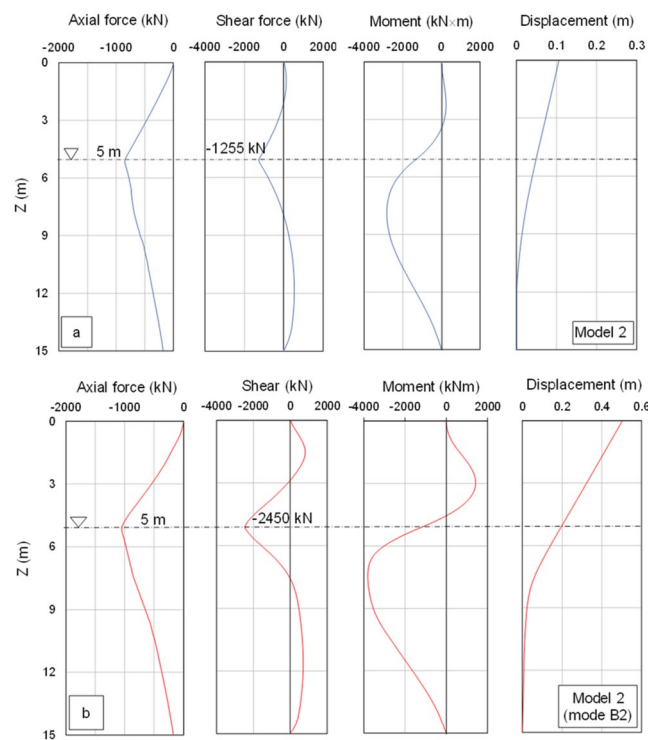 Axial force (kN) Shear force (kN) Moment (kN×m) Displacement (m)
-2000 -1000 0 -4000 -2000 0 2000 -4000 -2000 0 2000 0 0.1 0.2 0.3
0
3
5 m -1255 kN
6
Z (m)
9
12
a Model 2
15
Axial force (kN) Shear (kN) Moment (kNm) Displacement (m)
-2000 -1000 0 -4000 -2000 0 2000 -4000 -2000 0 2000 0 0.2 0.4 0.6
0
3
5 m -2450 kN
6
Z (m)
9
12
b Model 2
(mode B2)
15